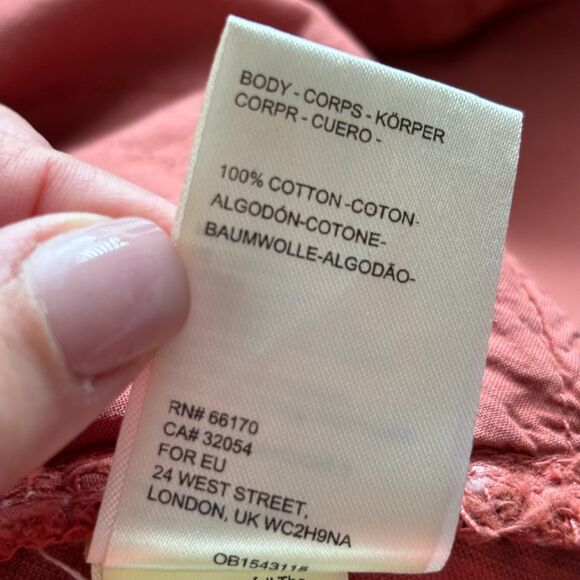 BODY - CORPS - KÖRPER
CORPR - CUERO -
100% COTTON -COTON-
ALGODÓN-COTONE-
BAUMWOLLE-ALGODÃO-
RN# 66170
CA# 32054
FOR EU
24 WEST STREET,
LONDON, UK WC2H9NA
OB1543115